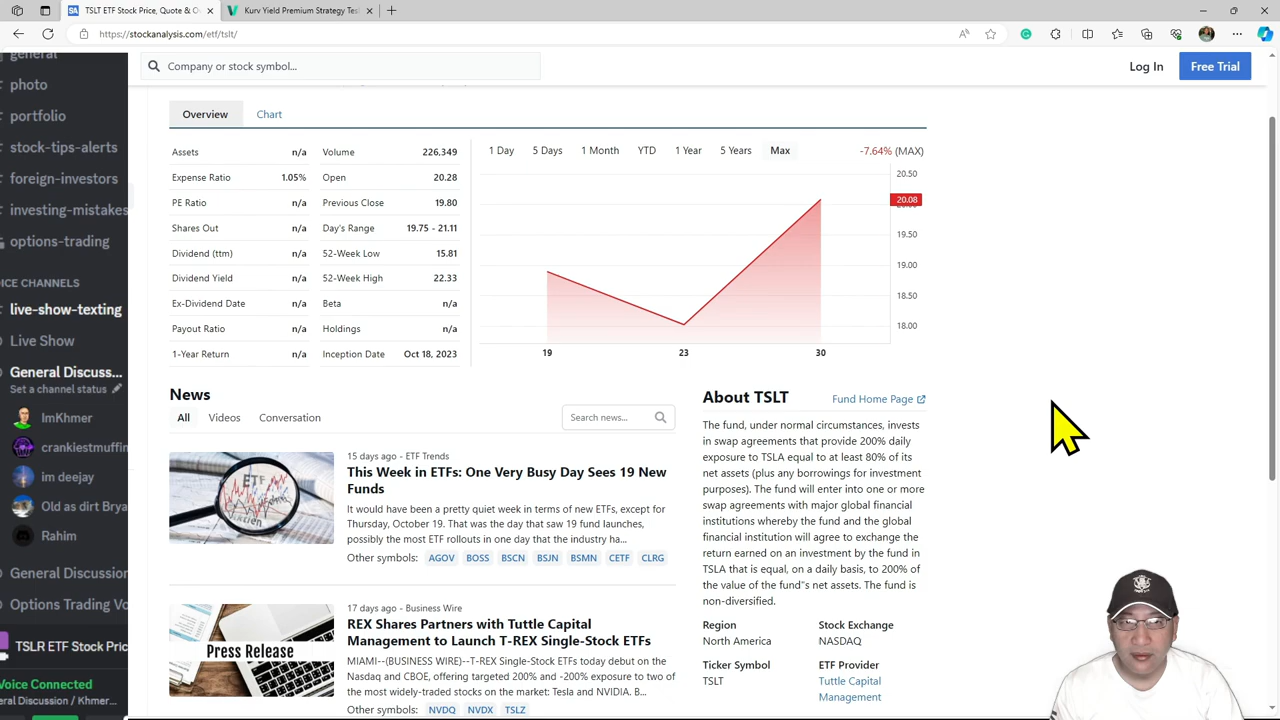 TSLT ETF Stock Price, Quote & O
Kurv Yield Premium Strategy Tes
https://stockanalysis.com/etf/tslt/
general
photo
portfolio
stock-tips-alerts
foreign-investors
investing-mistakes
options-trading
OICE CHANNELS
live-show-texting
Live Show
General Discuss...
Set a channel status
ImKhmer
crankiestmuffin
im deejay
Old as dirt Bryan
Rahim
General Discussion
Options Trading Vo
TSLR ETF Stock Pric
Voice Connected
General Discussion / Khmer
Company or stock symbol...
Log In
Free Trial
Overview
Chart
Assets n/a Volume 226,349
Expense Ratio 1.05% Open 20.28
PE Ratio n/a Previous Close 19.80
Shares Out n/a Day's Range 19.75 - 21.11
Dividend (ttm) n/a 52-Week Low 15.81
Dividend Yield n/a 52-Week High 22.33
Ex-Dividend Date n/a Beta n/a
Payout Ratio n/a Holdings n/a
1-Year Return n/a Inception Date Oct 18, 2023
1 Day 5 Days 1 Month YTD 1 Year 5 Years Max -7.64% (MAX)
20.50
20.08
19.50
19.00
18.50
18.00
19 23 30
News
All Videos Conversation
Search news...
15 days ago - ETF Trends
This Week in ETFs: One Very Busy Day Sees 19 New
Funds
It would have been a pretty quiet week in terms of new ETFs, except for
Thursday, October 19. That was the day that saw 19 fund launches,
possibly the most ETF rollouts in one day that the industry ha...
Other symbols: AGOV BOSS BSCN BSJN BSMN CETF CLRG
Press Release
17 days ago - Business Wire
REX Shares Partners with Tuttle Capital
Management to Launch T-REX Single-Stock ETFs
MIAMI--(BUSINESS WIRE)--T-REX Single-Stock ETFs today debut on the
Nasdaq and CBOE, offering targeted 200% and -200% exposure to two of
the most widely-traded stocks on the market: Tesla and NVIDIA. B...
Other symbols: NVDQ NVDX TSLZ
About TSLT
Fund Home Page
The fund, under normal circumstances, invests
in swap agreements that provide 200% daily
exposure to TSLA equal to at least 80% of its
net assets (plus any borrowings for investment
purposes). The fund will enter into one or more
swap agreements with major global financial
institutions whereby the fund and the global
financial institution will agree to exchange the
return earned on an investment by the fund in
TSLA that is equal, on a daily basis, to 200% of
the value of the fund"s net assets. The fund is
non-diversified.
Region
North America
Stock Exchange
NASDAQ
Ticker Symbol
TSLT
ETF Provider
Tuttle Capital
Management